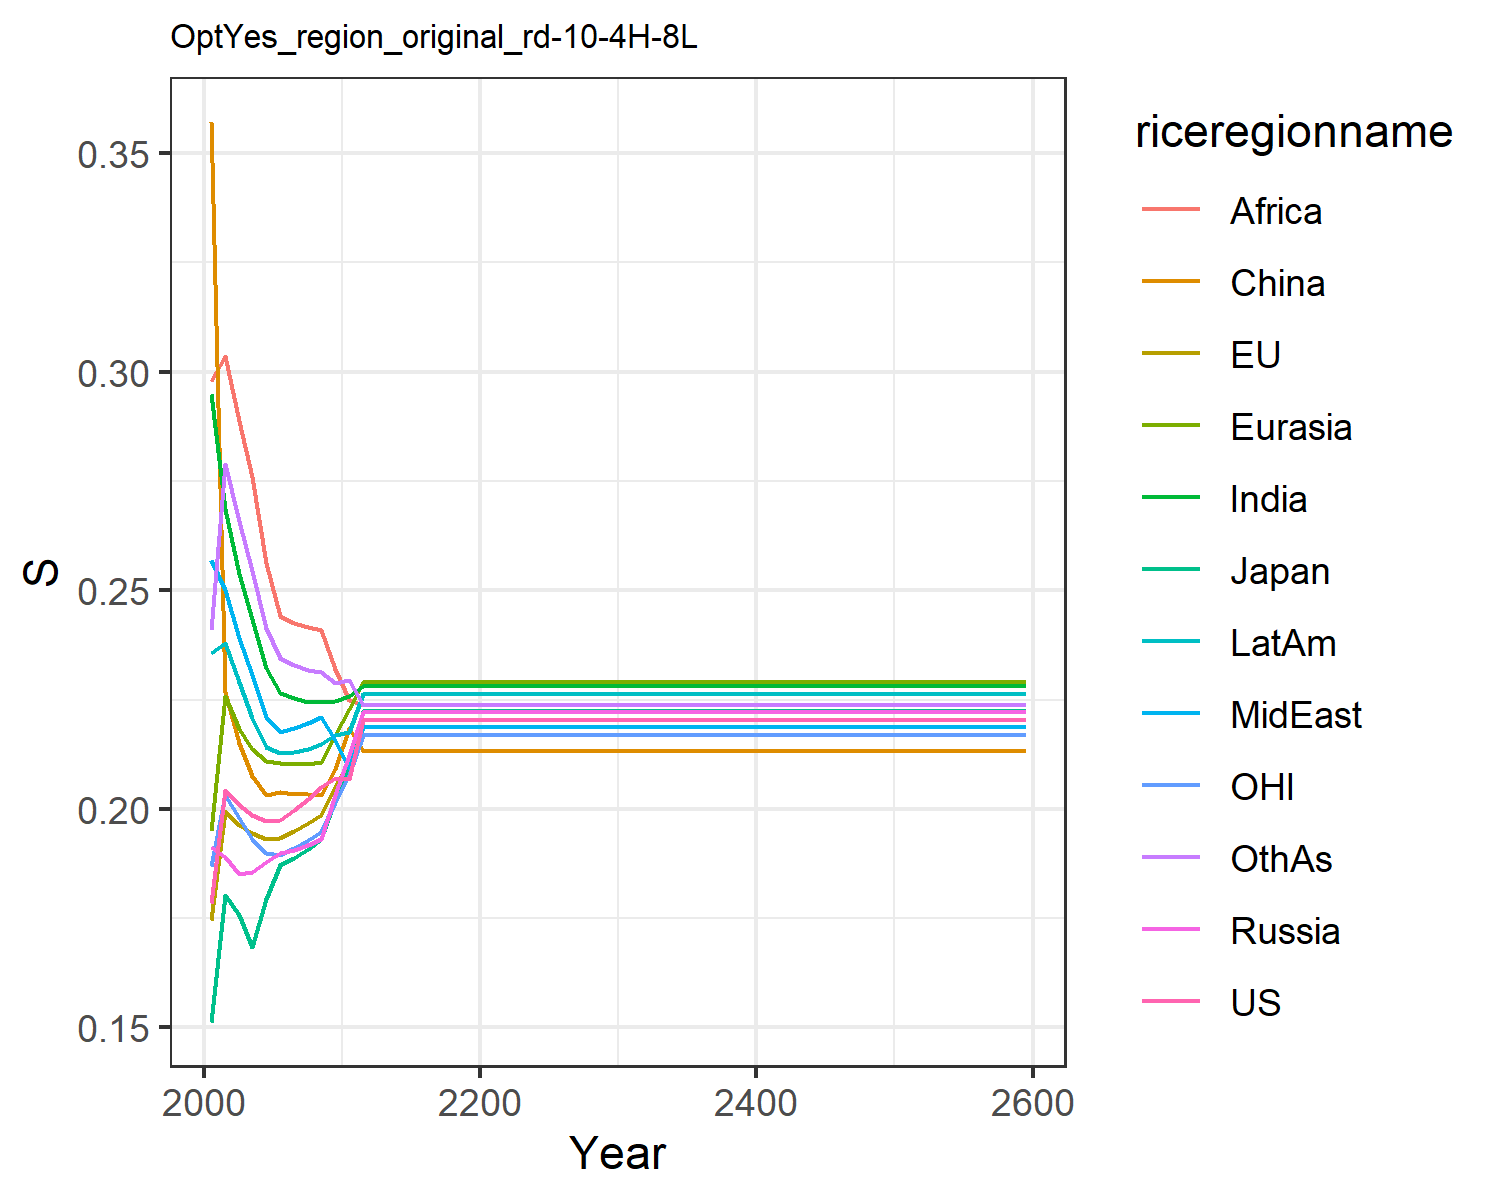 OptYes_region_original_rd-10-4H-8L
0.35
0.30
0.25
0.20
0.15
S
2000
2200
2400
2600
Year
riceregionname
Africa
China
EU
Eurasia
India
Japan
LatAm
MidEast
OHI
OthAs
Russia
US